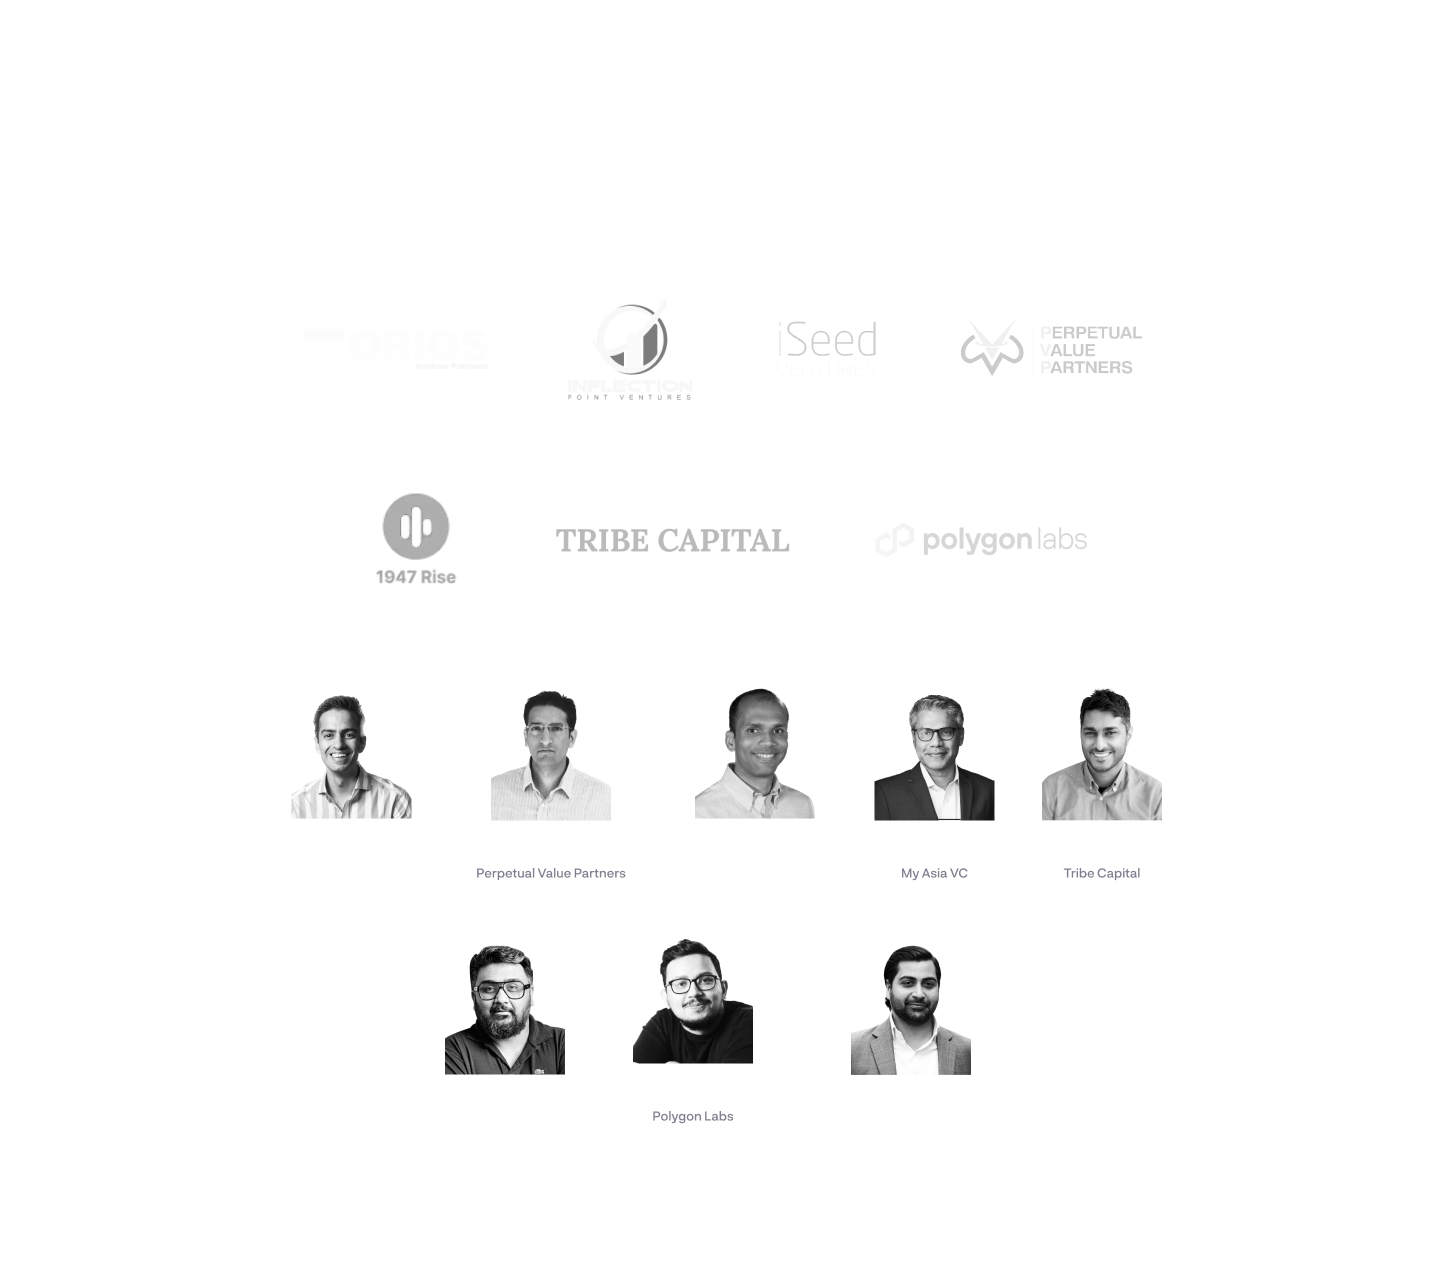 ORIOS
Venture Partners
INFLECTION
POINT VENTURES
iSeed
VENTURES
PERPETUAL
VALUE
PARTNERS
1947 Rise
TRIBE CAPITAL
polygon labs
Perpetual Value Partners
My Asia VC
Tribe Capital
Polygon Labs